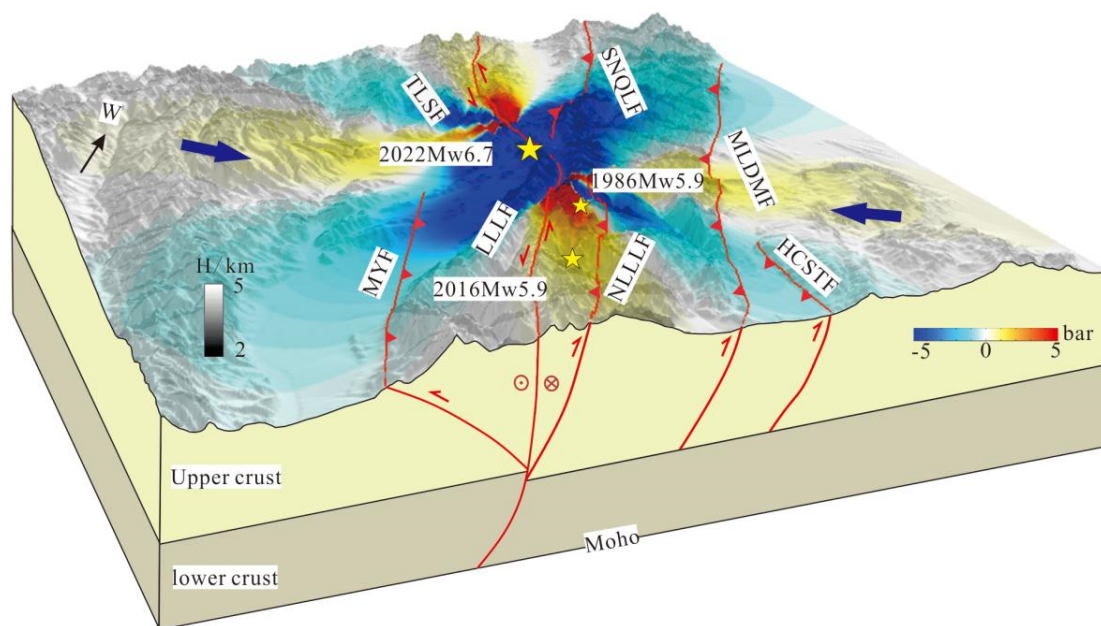 W
TLSF
SNQLF
2022Mw6.7
1986Mw5.9
MLDMF
LLLF
MYF
H/km
5
2
2016Mw5.9
NLLLF
HCSTF
-5 0 5 bar
Upper crust
lower crust
Moho